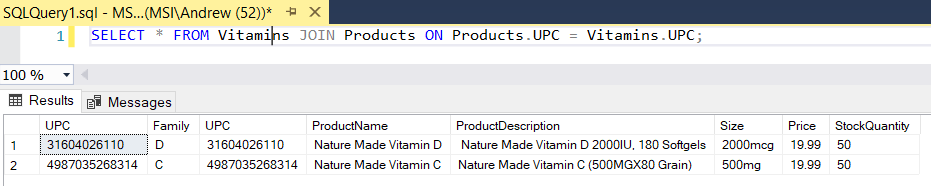 SQLQuery1.sql - MS...(MSI\Andrew (52))*
1 SELECT * FROM Vitamins JOIN Products ON Products.UPC = Vitamins.UPC;
100 %
Results Messages
UPC Family UPC ProductName ProductDescription Size Price StockQuantity
1 31604026110 D 31604026110 Nature Made Vitamin D Nature Made Vitamin D 2000IU, 180 Softgels 2000mcg 19.99 50
2 4987035268314 C 4987035268314 Nature Made Vitamin C Nature Made Vitamin C (500MGX80 Grain) 500mg 19.99 50